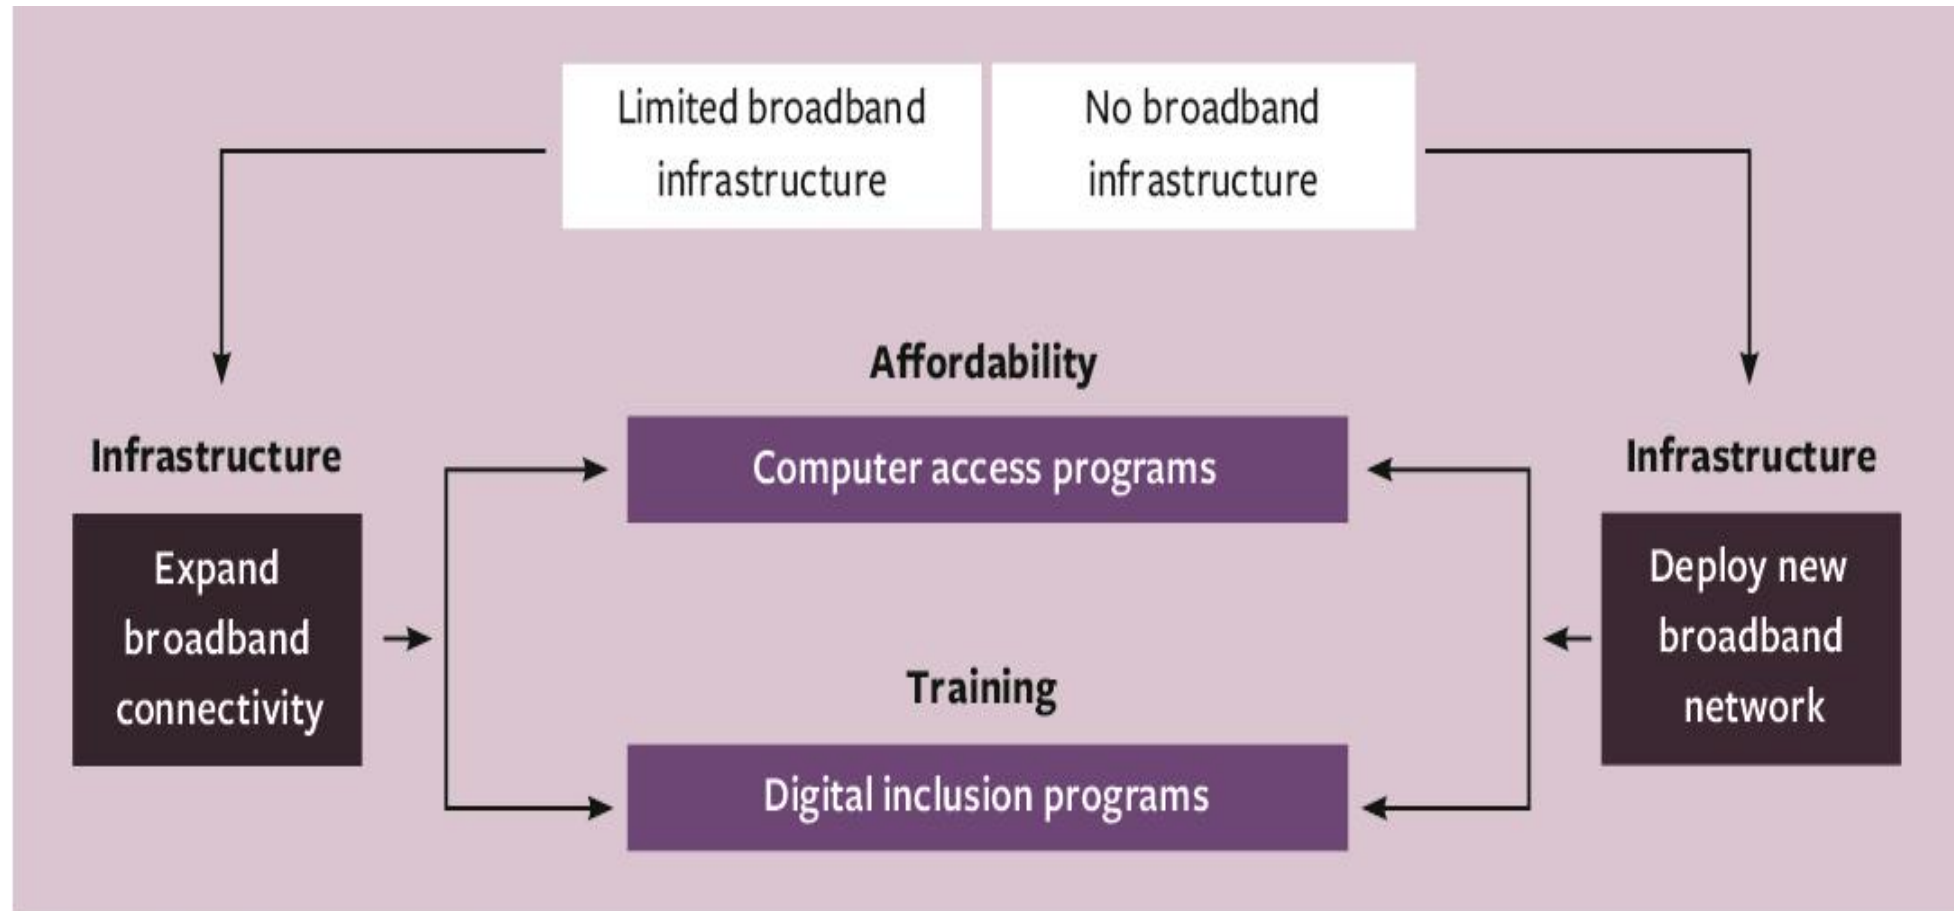 Limited broadband
infrastructure
No broadband
infrastructure
Affordability
Infrastructure
Computer access programs
Infrastructure
Expand
broadband
connectivity
Deploy new
broadband
network
Training
Digital inclusion programs